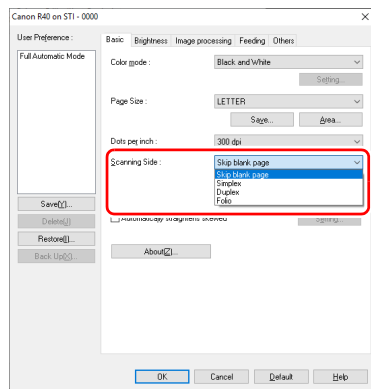 Canon R40 on STI - 0000
User Preference :
Full Automatic Mode
Save(Y)...
Delete(J)
Restore(I)...
Back Up(X)...
Basic Brightness Image processing Feeding Others
Color mode : Black and White
Setting...
Page Size : LETTER
Save... Area...
Dots per inch : 300 dpi
Scanning Side : Skip blank page
Skip blank page
Simplex
Duplex
Folio
Automatically straightens skewed Setting...
About(Z)...
OK Cancel Default Help